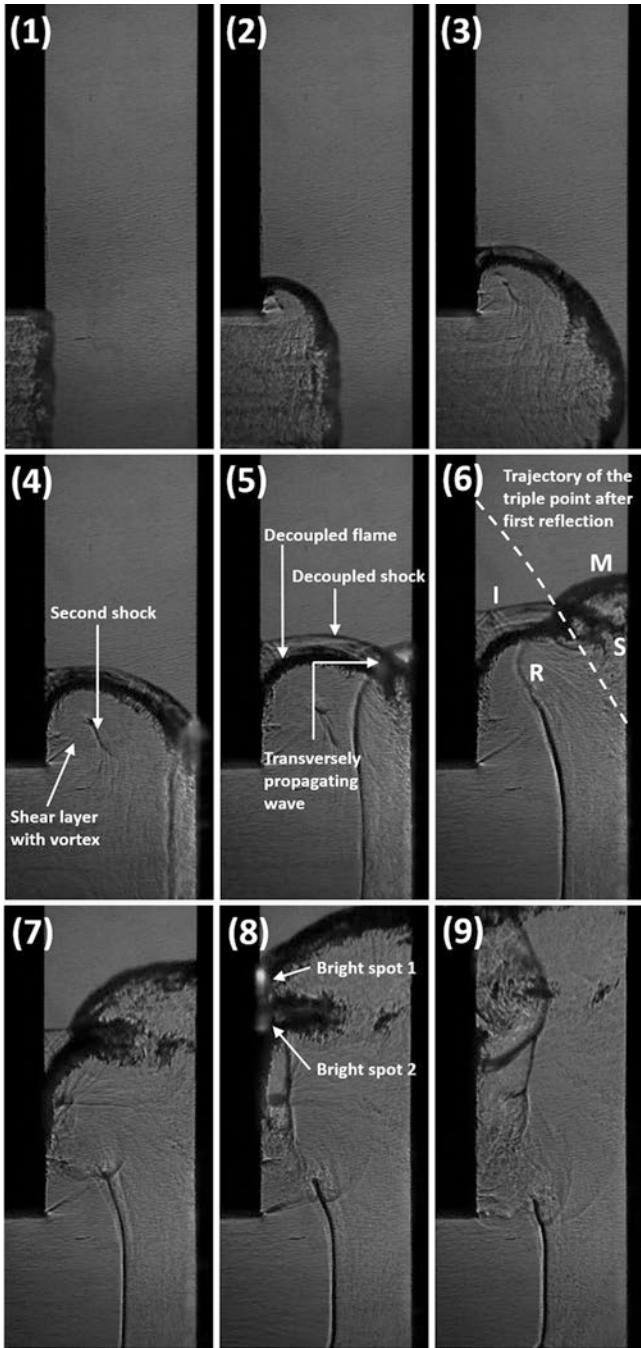 (1)
(2)
(3)
(4)
Second shock
Shear layer
with vortex
(5)
Decoupled flame
Decoupled shock
Transversely
propagating
wave
(6)
Trajectory of the
triple point after
first reflection
M
I
S
R
(7)
(8)
Bright spot 1
Bright spot 2
(9)